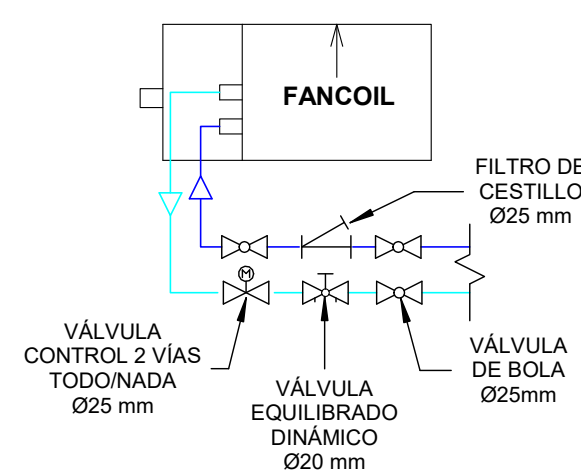 FANCOIL
FILTRO DE
CESTILLO
Ø25 mm
M
VÁLVULA
CONTROL 2 VÍAS
TODO/NADA
Ø25 mm
VÁLVULA
EQUILIBRADO
DINÁMICO
Ø20 mm
VÁLVULA
DE BOLA
Ø25mm